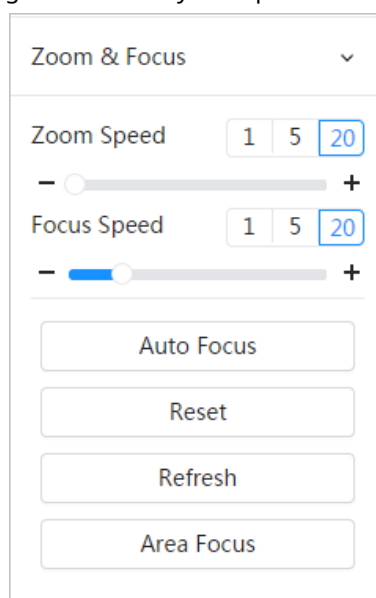 Zoom & Focus
Zoom Speed 1 5 20
− +
Focus Speed 1 5 20
− +
Auto Focus
Reset
Refresh
Area Focus